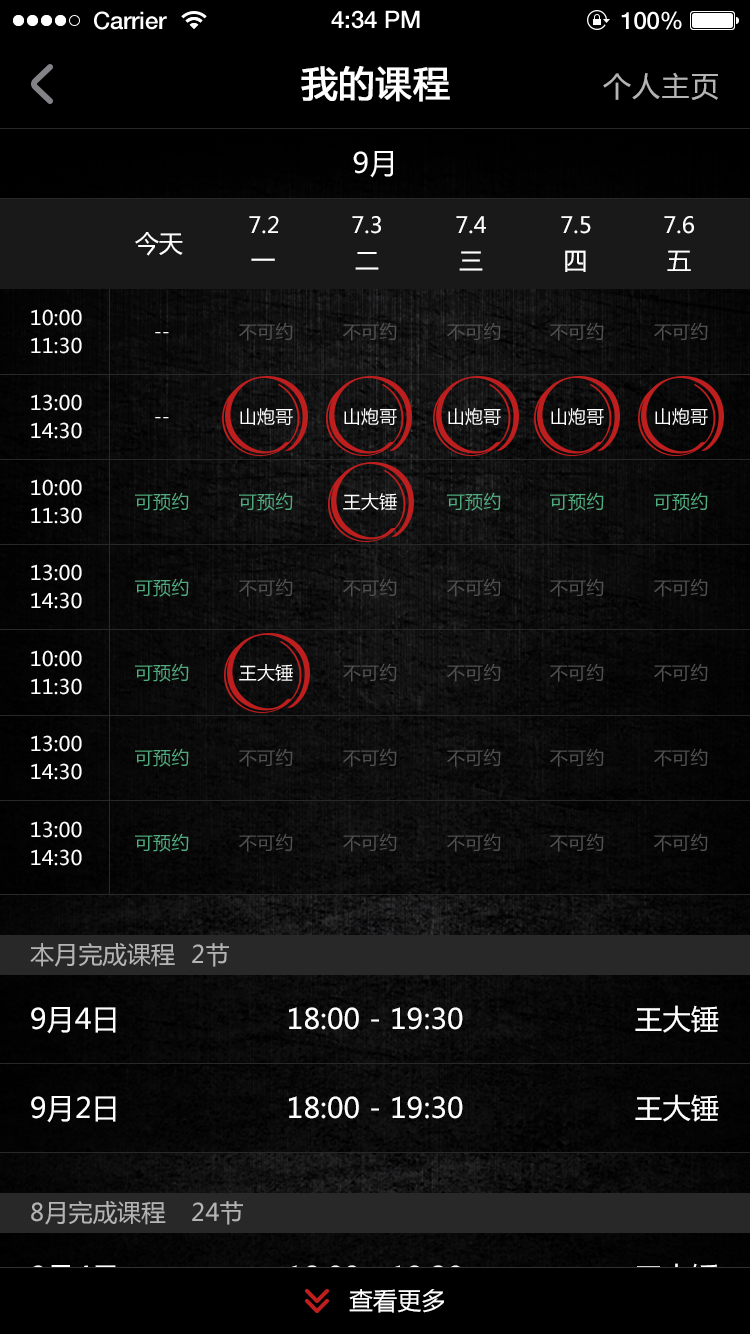 Carrier 4:34 PM 100%
我的课程 个人主页
9月
今天 7.2 7.3 7.4 7.5 7.6
一 二 三 四 五
10:00
11:30
-- 不可约 不可约 不可约 不可约 不可约
13:00
14:30
-- 山炮哥 山炮哥 山炮哥 山炮哥 山炮哥
10:00
11:30
可预约 可预约 王大锤 可预约 可预约 可预约
13:00
14:30
可预约 不可约 不可约 不可约 不可约 不可约
10:00
11:30
可预约 王大锤 不可约 不可约 不可约 不可约
13:00
14:30
可预约 不可约 不可约 不可约 不可约 不可约
13:00
14:30
可预约 不可约 不可约 不可约 不可约 不可约
本月完成课程 2节
9月4日 18:00 - 19:30 王大锤
9月2日 18:00 - 19:30 王大锤
8月完成课程 24节
查看更多